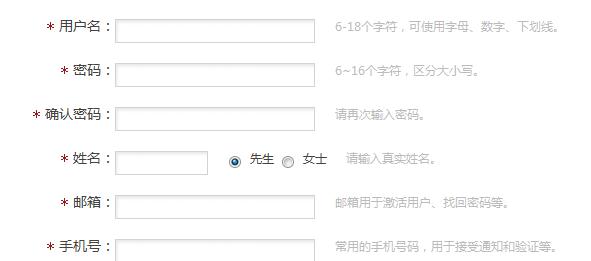 * 用户名： 6-18个字符，可使用字母、数字、下划线。
* 密码： 6~16个字符，区分大小写。
* 确认密码： 请再次输入密码。
* 姓名： 先生 女士 请输入真实姓名。
* 邮箱： 邮箱用于激活用户、找回密码等。
* 手机号： 常用的手机号码，用于接受通知和验证等。